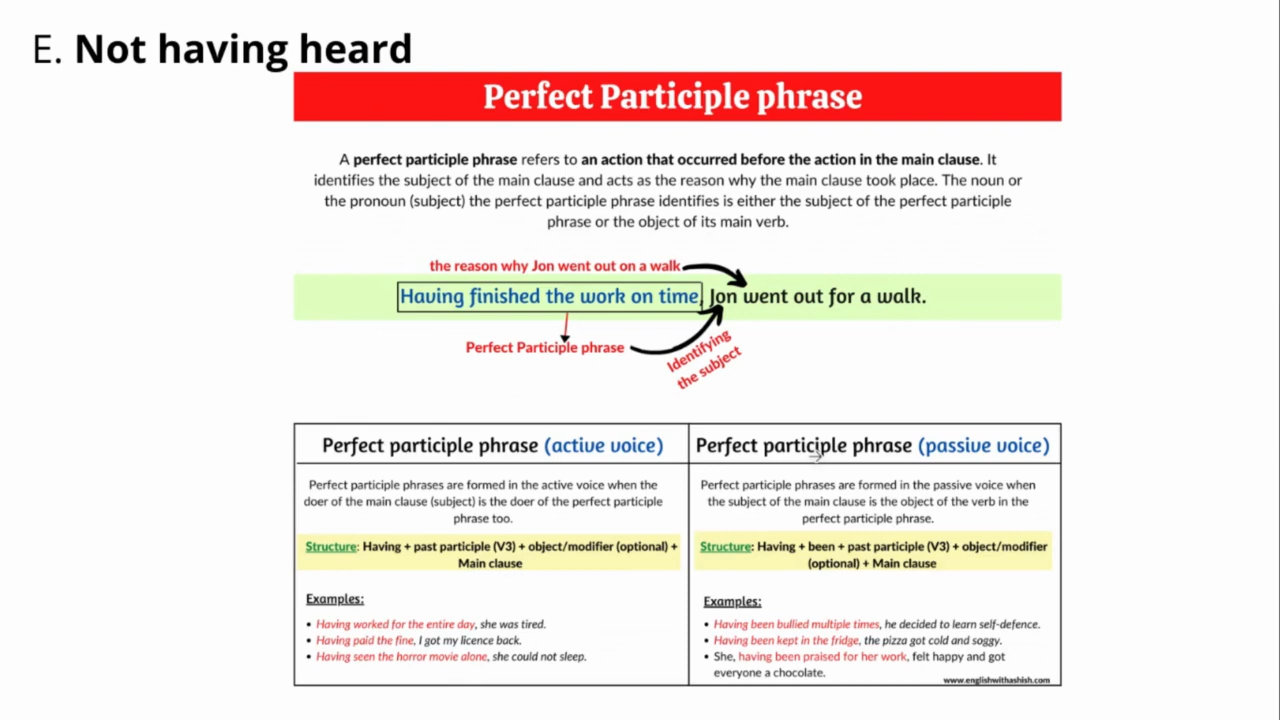 E. Not having heard
Perfect Participle phrase
A perfect participle phrase refers to an action that occurred before the action in the main clause. It
identifies the subject of the main clause and acts as the reason why the main clause took place. The noun or
the pronoun (subject) the perfect participle phrase identifies is either the subject of the perfect participle
phrase or the object of its main verb.
the reason why Jon went out on a walk
Having finished the work on time, Jon went out for a walk.
Perfect Participle phrase
Identifying
the subject
Perfect participle phrase (active voice)
Perfect participle phrases are formed in the active voice when the
doer of the main clause (subject) is the doer of the perfect participle
phrase too.
Structure: Having + past participle (V3) + object/modifier (optional) +
Main clause
Examples:
• Having worked for the entire day, she was tired.
• Having paid the fine, I got my licence back.
• Having seen the horror movie alone, she could not sleep.
Perfect participle phrase (passive voice)
Perfect participle phrases are formed in the passive voice when
the subject of the main clause is the object of the verb in the
perfect participle phrase.
Structure: Having + been + past participle (V3) + object/modifier
(optional) + Main clause
Examples:
• Having been bullied multiple times, he decided to learn self-defence.
• Having been kept in the fridge, the pizza got cold and soggy.
• She, having been praised for her work, felt happy and got
everyone a chocolate.
www.englishwithashish.com